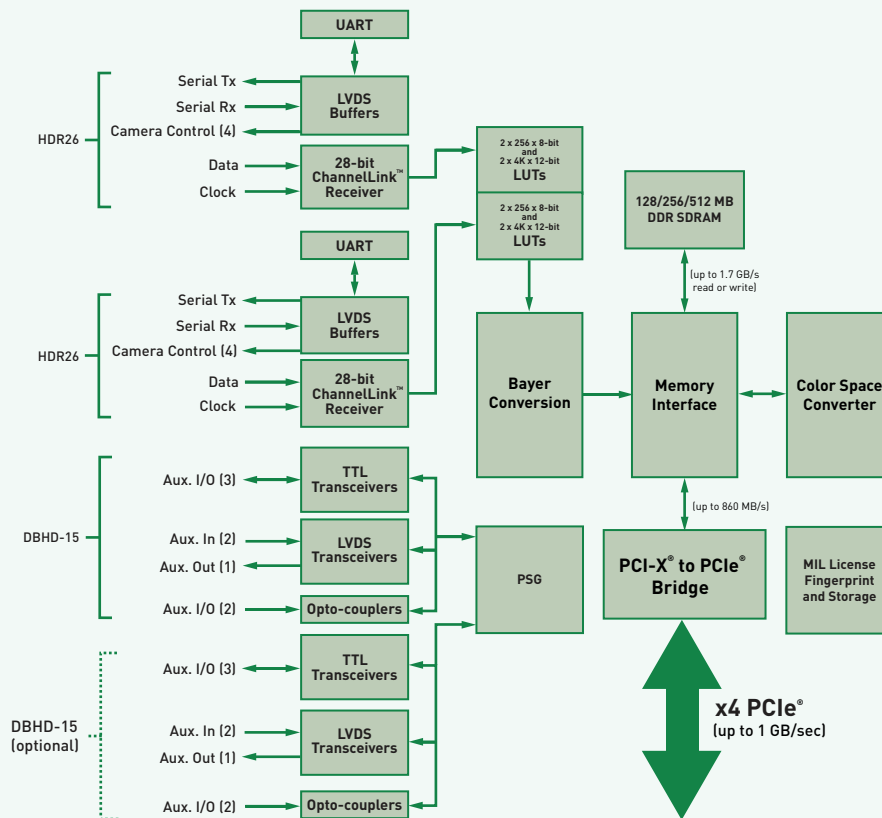 UART
Serial Tx
Serial Rx
Camera Control (4)
HDR26
LVDS
Buffers
Data
Clock
28-bit
ChannelLink™
Receiver
2 x 256 x 8-bit
and
2 x 4K x 12-bit
LUTs
2 x 256 x 8-bit
and
2 x 4K x 12-bit
LUTs
128/256/512 MB
DDR SDRAM
(up to 1.7 GB/s
read or write)
UART
Serial Tx
Serial Rx
Camera Control (4)
HDR26
LVDS
Buffers
Data
Clock
28-bit
ChannelLink™
Receiver
Bayer
Conversion
Memory
Interface
Color Space
Converter
(up to 860 MB/s)
DBHD-15
Aux. I/O (3)
TTL
Transceivers
Aux. In (2)
Aux. Out (1)
LVDS
Transceivers
Aux. I/O (2)
Opto-couplers
PSG
PCI-X® to PCIe®
Bridge
MIL License
Fingerprint
and Storage
DBHD-15
(optional)
Aux. I/O (3)
TTL
Transceivers
Aux. In (2)
Aux. Out (1)
LVDS
Transceivers
Aux. I/O (2)
Opto-couplers
x4 PCIe®
(up to 1 GB/sec)